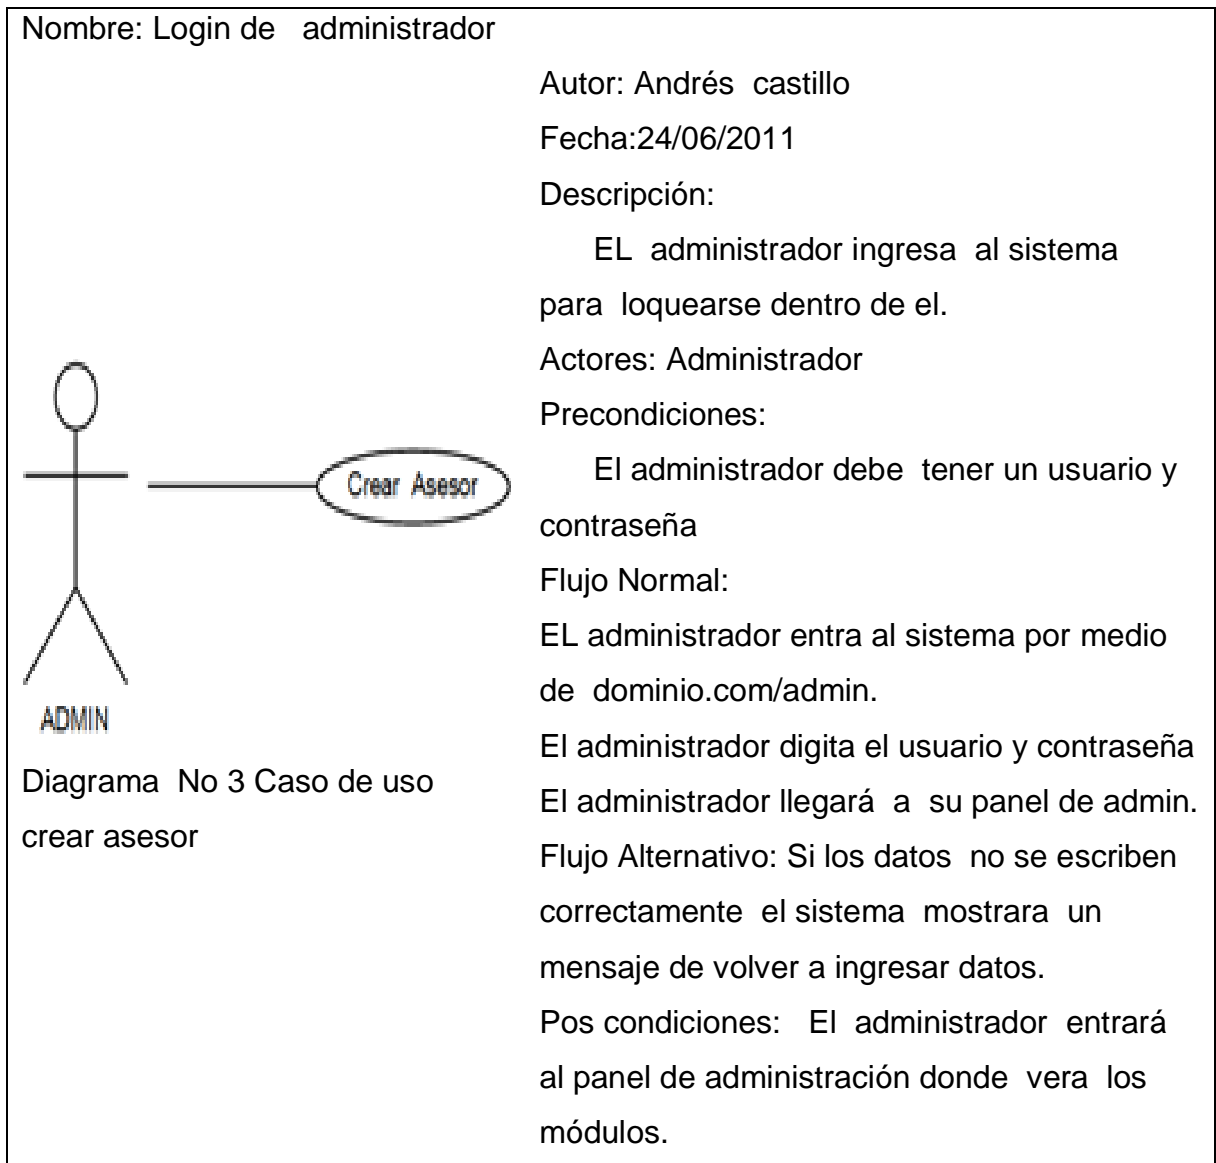 Nombre: Login de administrador
Crear Asesor
ADMIN
Diagrama No 3 Caso de uso
crear asesor
Autor: Andrés castillo
Fecha:24/06/2011
Descripción:
EL administrador ingresa al sistema
para loquearse dentro de el.
Actores: Administrador
Precondiciones:
El administrador debe tener un usuario y
contraseña
Flujo Normal:
EL administrador entra al sistema por medio
de dominio.com/admin.
El administrador digita el usuario y contraseña
El administrador llegará a su panel de admin.
Flujo Alternativo: Si los datos no se escriben
correctamente el sistema mostrara un
mensaje de volver a ingresar datos.
Pos condiciones: El administrador entrará
al panel de administración donde vera los
módulos.